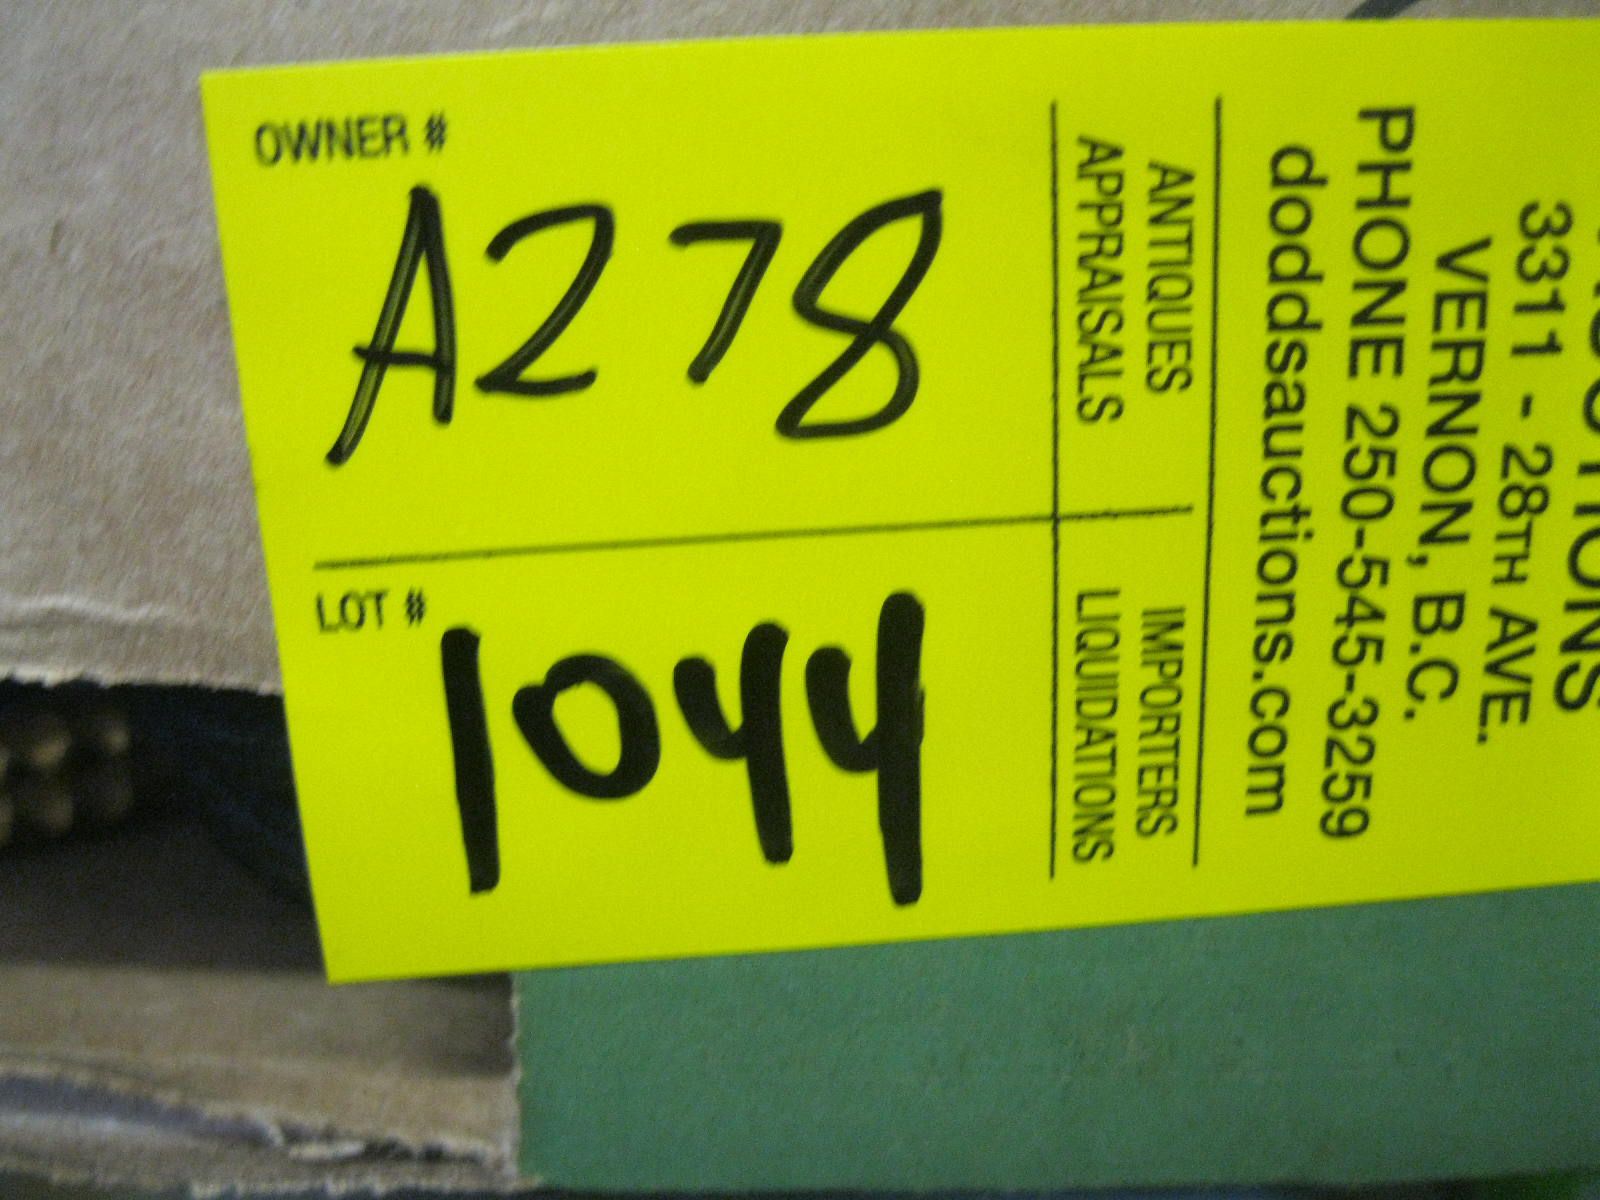 OWNER #
A278
LOT #
1044
3311 - 28TH AVE.
VERNON, B.C.
PHONE 250-545-3259
doddsauctions.com
ANTIQUES
APPRAISALS
IMPORTERS
LIQUIDATIONS